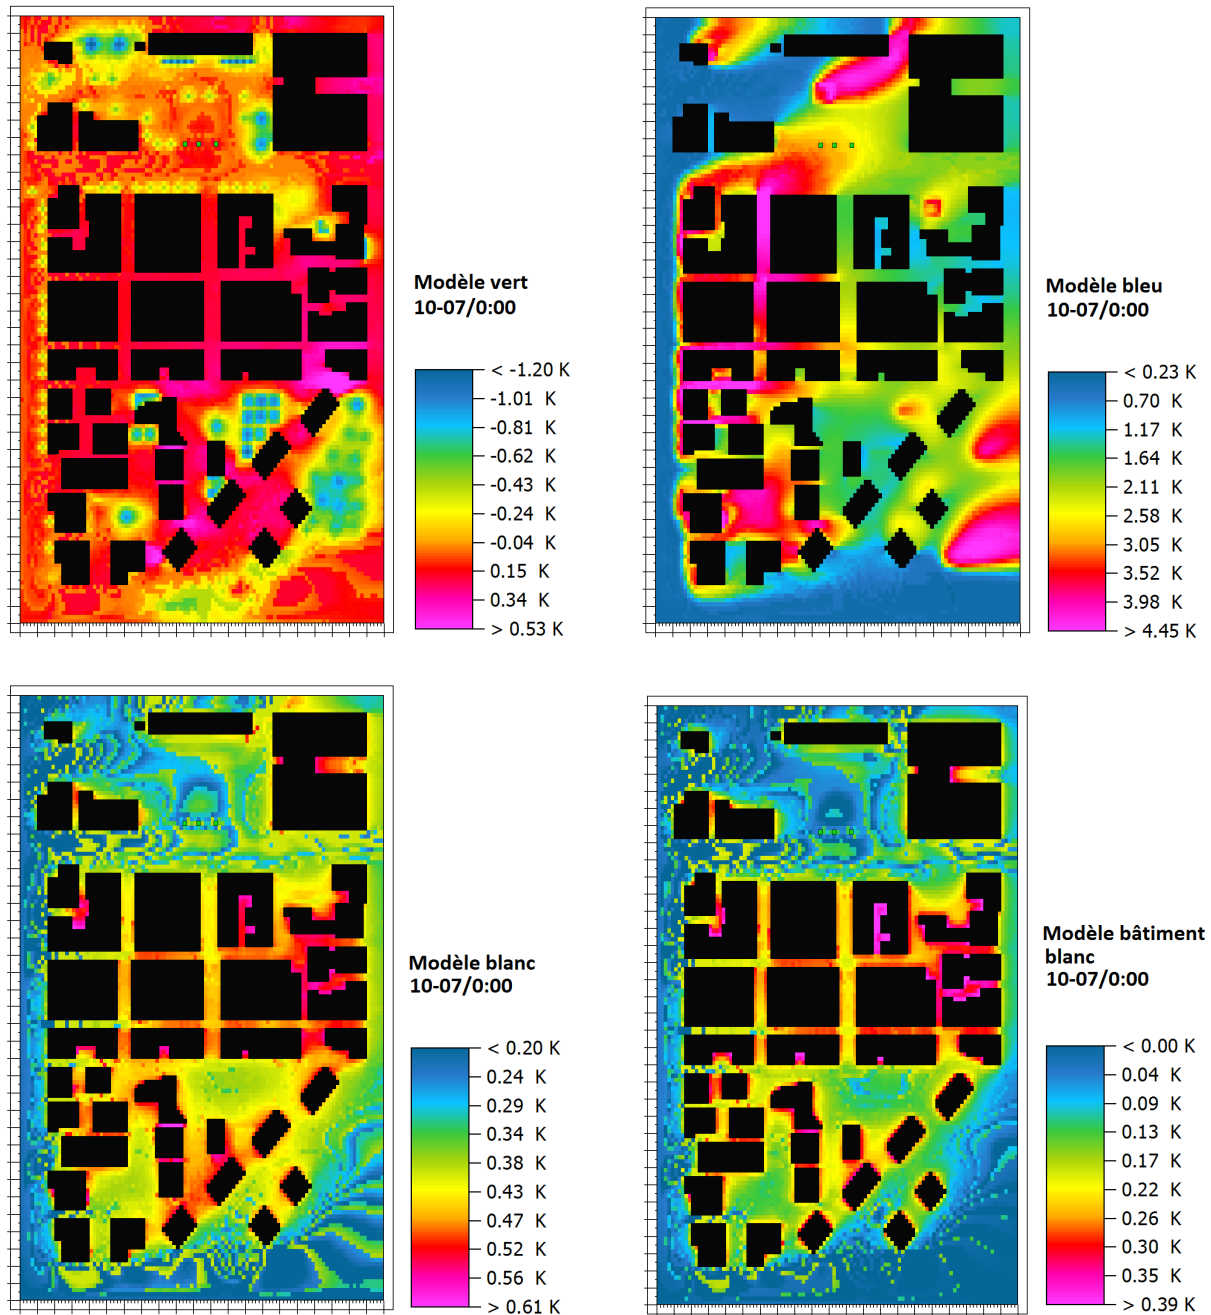 Modèle vert
10-07/0:00
< -1.20 K
-1.01 K
-0.81 K
-0.62 K
-0.43 K
-0.24 K
-0.04 K
0.15 K
0.34 K
> 0.53 K
Modèle bleu
10-07/0:00
< 0.23 K
0.70 K
1.17 K
1.64 K
2.11 K
2.58 K
3.05 K
3.52 K
3.98 K
> 4.45 K
Modèle blanc
10-07/0:00
< 0.20 K
0.24 K
0.29 K
0.34 K
0.38 K
0.43 K
0.47 K
0.52 K
0.56 K
> 0.61 K
Modèle bâtiment
blanc
10-07/0:00
< 0.00 K
0.04 K
0.09 K
0.13 K
0.17 K
0.22 K
0.26 K
0.30 K
0.35 K
> 0.39 K